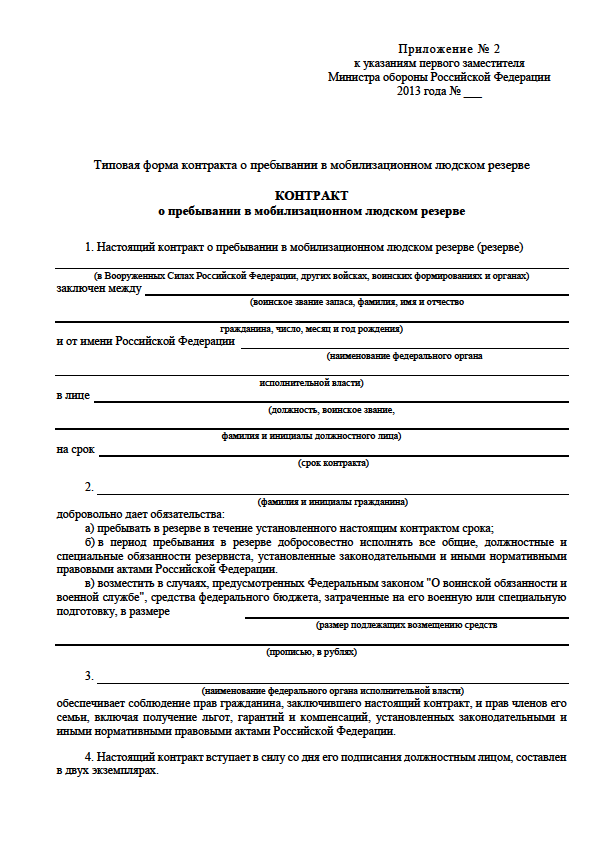 Приложение № 2
к указаниям первого заместителя
Министра обороны Российской Федерации
2013 года № ___
Типовая форма контракта о пребывании в мобилизационном людском резерве
КОНТРАКТ
о пребывании в мобилизационном людском резерве
1. Настоящий контракт о пребывании в мобилизационном людском резерве (резерве)
(в Вооруженных Силах Российской Федерации, других войсках, воинских формированиях и органах)
заключен между
(воинское звание запаса, фамилия, имя и отчество
гражданина, число, месяц и год рождения)
и от имени Российской Федерации
(наименование федерального органа
исполнительной власти)
в лице
(должность, воинское звание,
фамилия и инициалы должностного лица)
на срок
(срок контракта)
2.
(фамилия и инициалы гражданина)
добровольно дает обязательства:
а) пребывать в резерве в течение установленного настоящим контрактом срока;
б) в период пребывания в резерве добросовестно исполнять все общие, должностные и
специальные обязанности резервиста, установленные законодательными и иными нормативными
правовыми актами Российской Федерации.
в) возместить в случаях, предусмотренных Федеральным законом "О воинской обязанности и
военной службе", средства федерального бюджета, затраченные на его военную или специальную
подготовку, в размере
(размер подлежащих возмещению средств
(прописью, в рублях)
3.
(наименование федерального органа исполнительной власти)
обеспечивает соблюдение прав гражданина, заключившего настоящий контракт, и прав членов его
семьи, включая получение льгот, гарантий и компенсаций, установленных законодательными и
иными нормативными правовыми актами Российской Федерации.
4. Настоящий контракт вступает в силу со дня его подписания должностным лицом, составлен
в двух экземплярах.